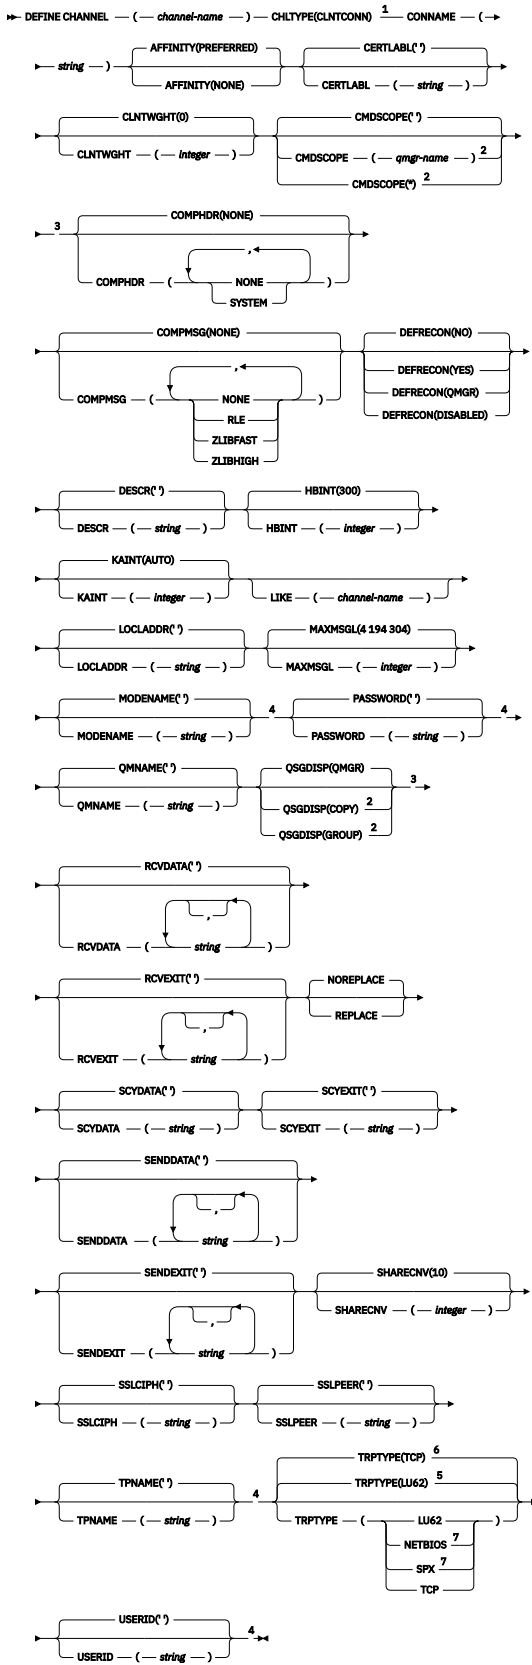 DEFINE CHANNEL ( channel-name ) CHLTYPE(CLNTCONN) 1 CONNAME (
string ) AFFINITY(PREFERRED) CERTLABL(' ')
AFFINITY(NONE) CERTLABL ( string )
CLNTWGHT(0) CMDSCOPE(' ')
CLNTWGHT ( integer ) CMDSCOPE ( qmgr-name ) 2
CMDSCOPE(*) 2
3 COMPHDR(NONE)
,
COMPHDR ( NONE )
SYSTEM
COMPMSG(NONE) DEFRECON(NO)
, DEFRECON(YES)
COMPMSG ( NONE ) DEFRECON(QMGR)
RLE DEFRECON(DISABLED)
ZLIBFAST
ZLIBHIGH
DESCR(' ') HBINT(300)
DESCR ( string ) HBINT ( integer )
KAINT(AUTO)
KAINT ( integer ) LIKE ( channel-name )
LOCLADDR(' ') MAXMSGL(4 194 304)
LOCLADDR ( string ) MAXMSGL ( integer )
MODENAME(' ') 4 PASSWORD(' ') 4
MODENAME ( string ) PASSWORD ( string )
QMNAME(' ') QSGDISP(QMGR) 3
QMNAME ( string ) QSGDISP(COPY) 2
QSGDISP(GROUP) 2
RCVDATA(' ')
,
RCVDATA ( string )
RCVEXIT(' ') NOREPLACE
, REPLACE
RCVEXIT ( string )
SCYDATA(' ') SCYEXIT(' ')
SCYDATA ( string ) SCYEXIT ( string )
SENDDATA(' ')
,
SENDDATA ( string )
SENDEXIT(' ') SHARECNV(10)
, SHARECNV ( integer )
SENDEXIT ( string )
SSLCIPH(' ') SSLPEER(' ')
SSLCIPH ( string ) SSLPEER ( string )
TRPTYPE(TCP) 6
TPNAME(' ') 4 TRPTYPE(LU62) 5
TPNAME ( string ) TRPTYPE ( LU62 )
NETBIOS 7
SPX 7
TCP
USERID(' ') 4
USERID ( string )